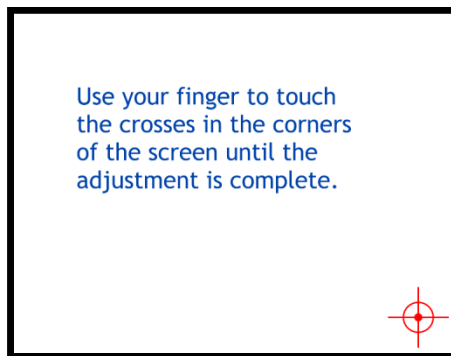 Use your finger to touch
the crosses in the corners
of the screen until the
adjustment is complete.